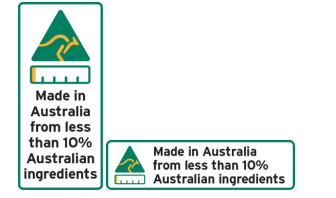 Made in
Australia
from less
than 10%
Australian
ingredients
Made in Australia
from less than 10%
Australian ingredients